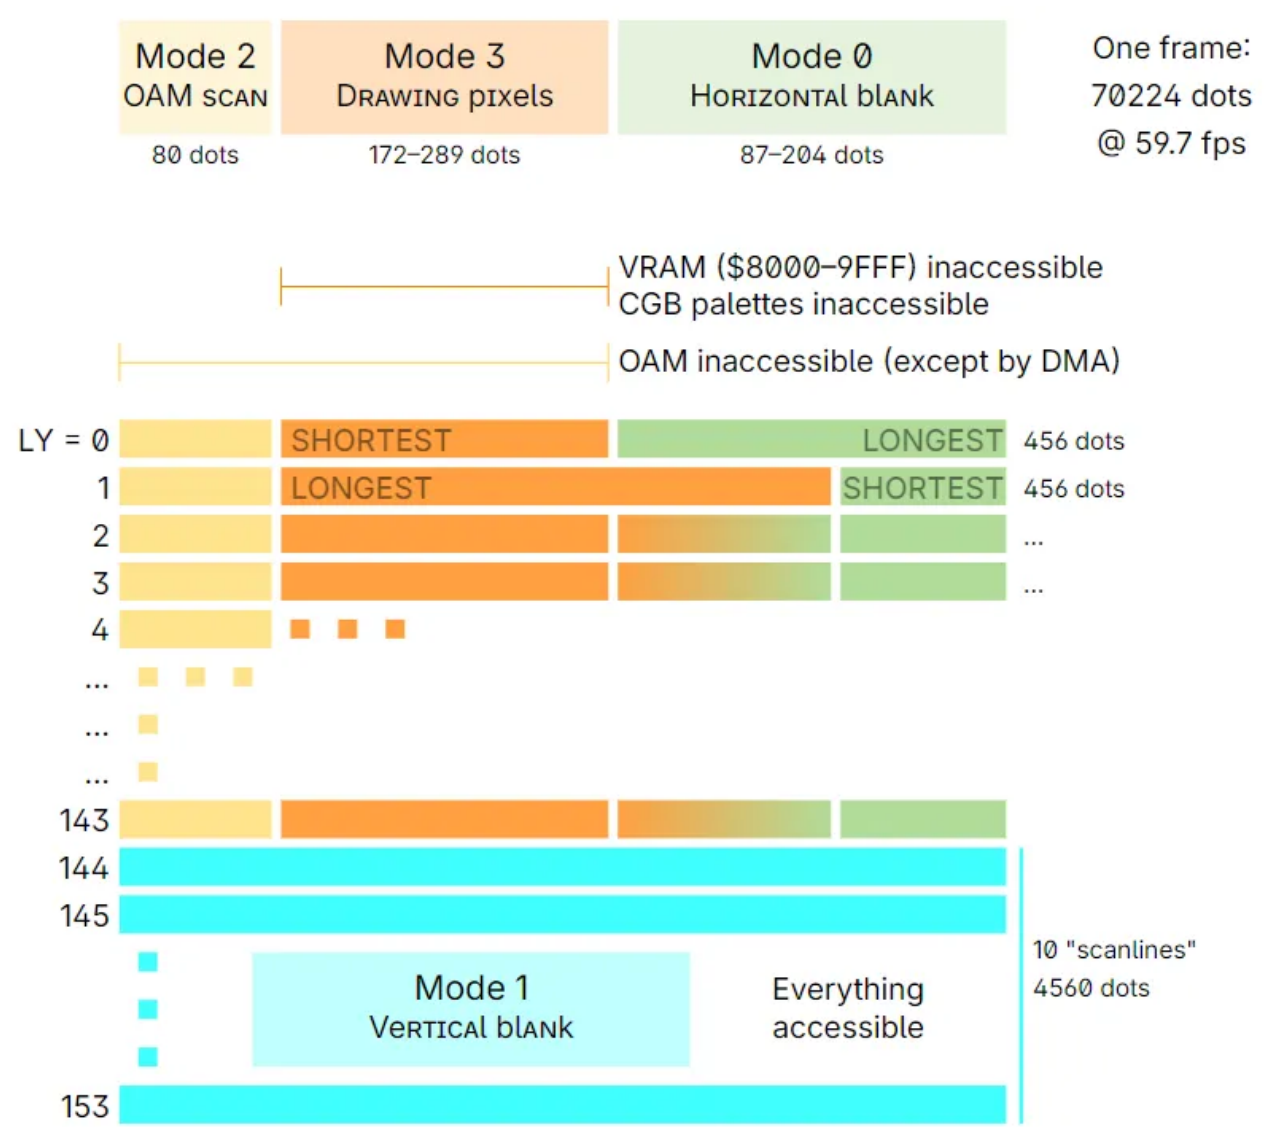 Mode 2
OAM scan
Mode 3
Drawing pixels
Mode 0
Horizontal blank
One frame:
70224 dots
@ 59.7 fps
80 dots
172–289 dots
87–204 dots
VRAM ($8000–9FFF) inaccessible
CGB palettes inaccessible
OAM inaccessible (except by DMA)
LY = 0 SHORTEST LONGEST 456 dots
1 LONGEST SHORTEST 456 dots
2 ...
3 ...
4
...
...
...
143
144
145
10 "scanlines"
4560 dots
Mode 1
Vertical blank
Everything
accessible
153